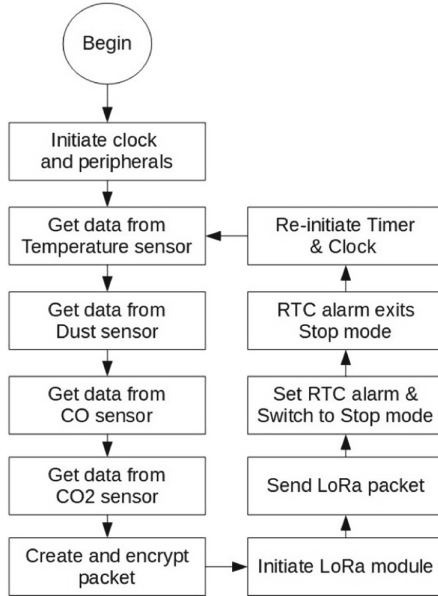 Begin
Initiate clock
and peripherals
Get data from
Temperature sensor
Get data from
Dust sensor
Get data from
CO sensor
Get data from
CO2 sensor
Create and encrypt
packet
Initiate LoRa module
Send LoRa packet
Set RTC alarm &
Switch to Stop mode
RTC alarm exits
Stop mode
Re-initiate Timer
& Clock